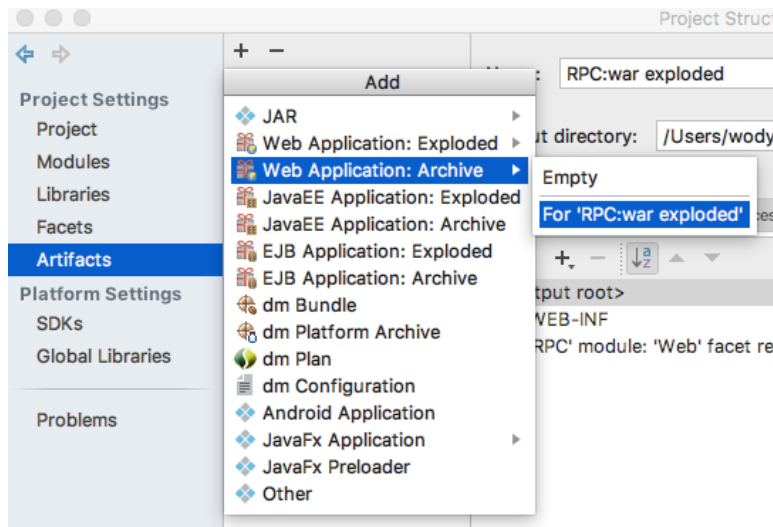 Project Struct
Project Settings
Project
Modules
Libraries
Facets
Artifacts
Platform Settings
SDKs
Global Libraries
Problems
Add
JAR
Web Application: Exploded
Web Application: Archive
JavaEE Application: Exploded
JavaEE Application: Archive
EJB Application: Exploded
EJB Application: Archive
dm Bundle
dm Platform Archive
dm Plan
dm Configuration
Android Application
JavaFx Application
JavaFx Preloader
Other
Empty
For 'RPC:war exploded'
: RPC:war exploded
ut directory: /Users/wody
tput root>
WEB-INF
RPC' module: 'Web' facet re